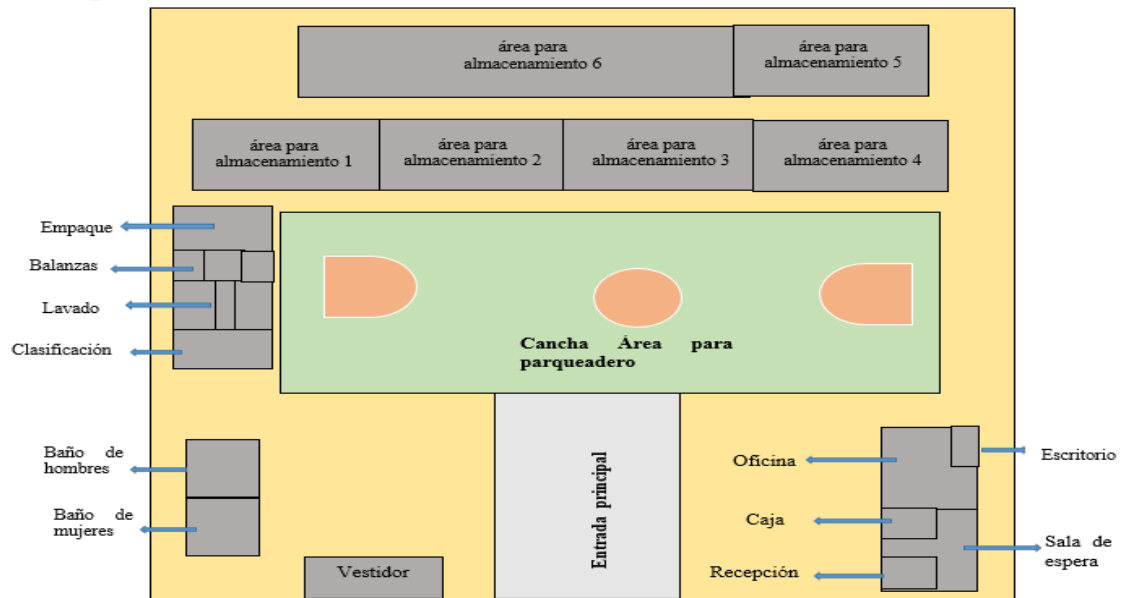 área para
almacenamiento 6
área para
almacenamiento 5
área para
almacenamiento 1
área para
almacenamiento 2
área para
almacenamiento 3
área para
almacenamiento 4
Empaque
Balanzas
Lavado
Clasificación
Cancha Área para
parqueadero
Baño de
hombres
Baño de
mujeres
Vestidor
Entrada principal
Oficina
Escritorio
Caja
Sala de
espera
Recepción